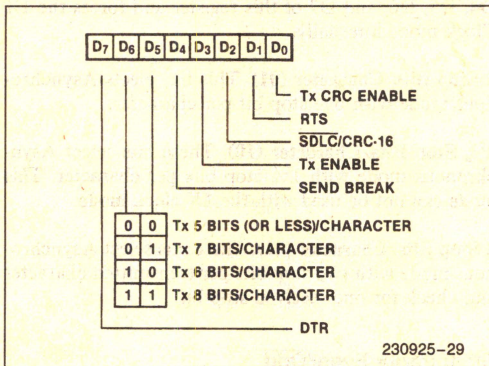 D7 D6 D5 D4 D3 D2 D1 D0
Tx CRC ENABLE
RTS
SDLC/CRC-16
Tx ENABLE
SEND BREAK
0 0 Tx 5 BITS (OR LESS)/CHARACTER
0 1 Tx 7 BITS/CHARACTER
1 0 Tx 6 BITS/CHARACTER
1 1 Tx 8 BITS/CHARACTER
DTR
230925-29